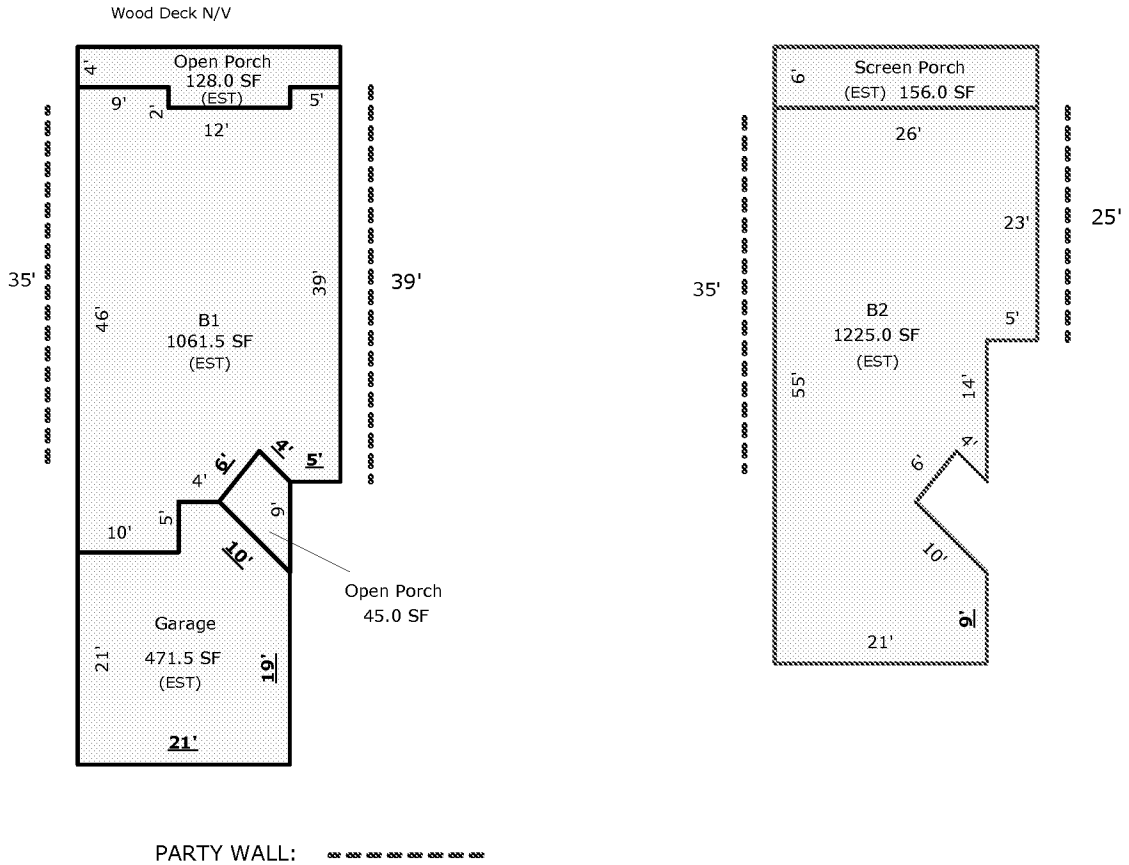 Wood Deck N/V
4'
Open Porch
128.0 SF
(EST)
9'
2'
5'
12'
35'
39'
39'
46'
B1
1061.5 SF
(EST)
6'
4'
5'
4'
5'
9'
10'
10'
Open Porch
45.0 SF
Garage
471.5 SF
(EST)
21'
19'
21'
6'
Screen Porch
(EST) 156.0 SF
26'
23'
25'
35'
B2
1225.0 SF
(EST)
5'
55'
14'
4'
6'
10'
9'
21'
PARTY WALL: